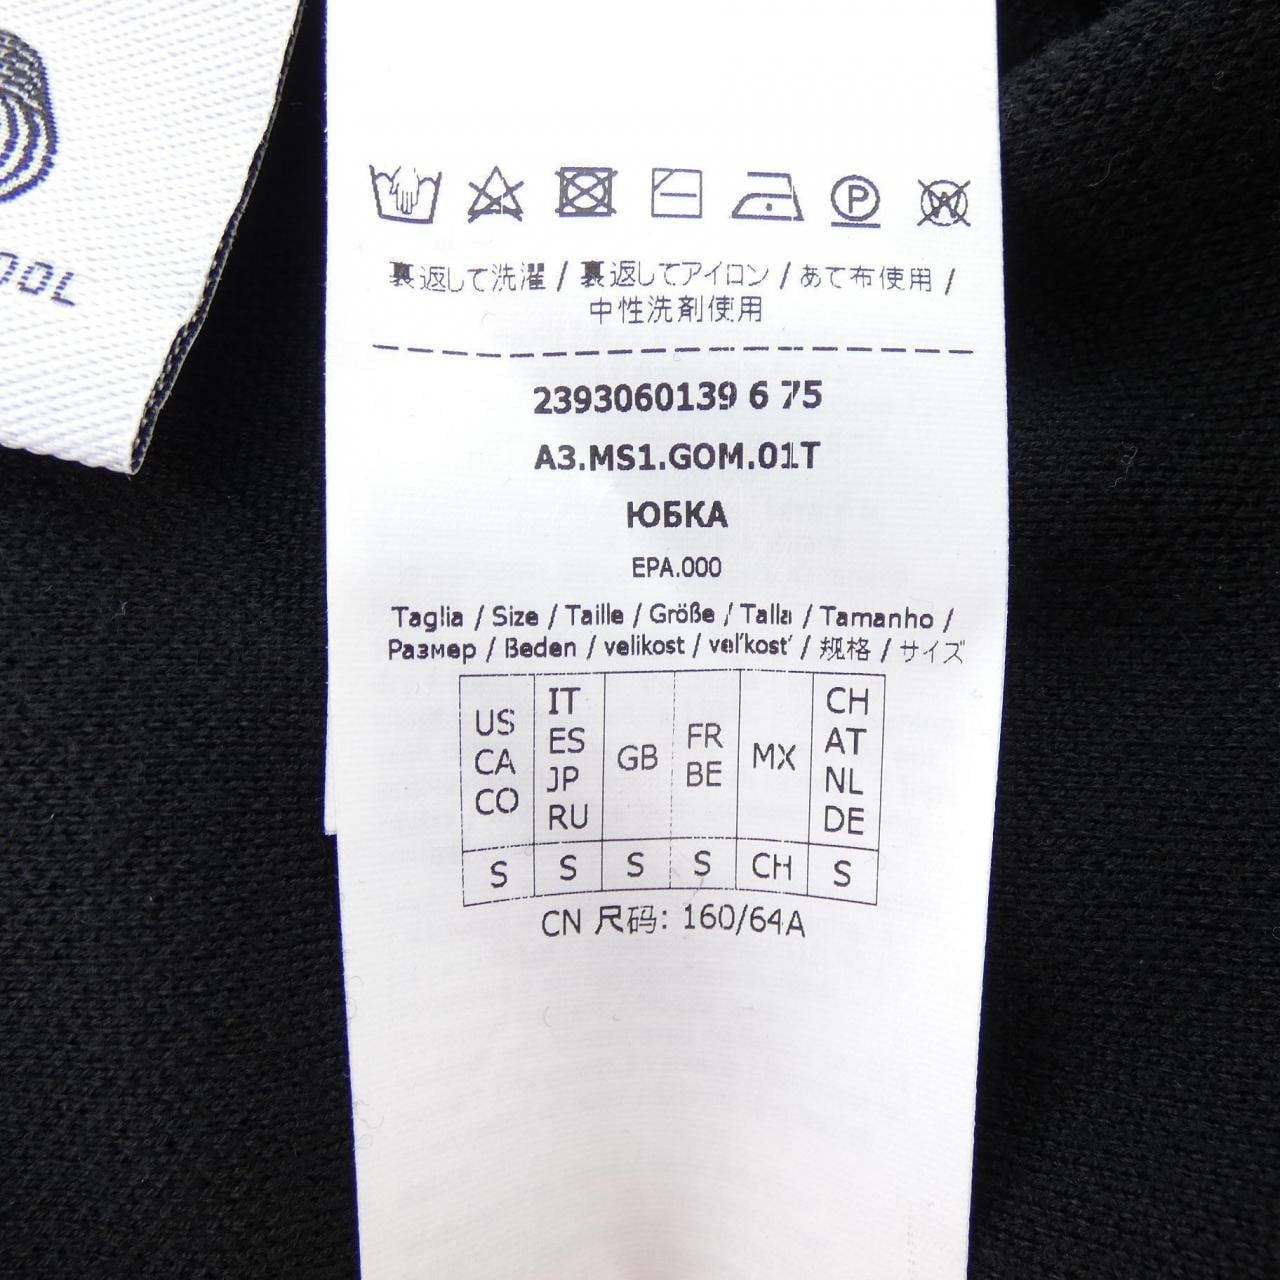 裏返して洗濯 / 裏返してアイロン / あて布使用 /
中性洗剤使用
2393060139 6 75
A3.MS1.GOM.01T
ЮБКА
EPA.000
Taglia / Size / Taille / Größe / Talla / Tamanho /
Размер / Beden / velikost / veľkosť / 规格 / サイズ
US CA CO
IT ES JP RU
GB
FR BE
MX
CH AT NL DE
S S S S CH S
CN 尺码: 160/64A